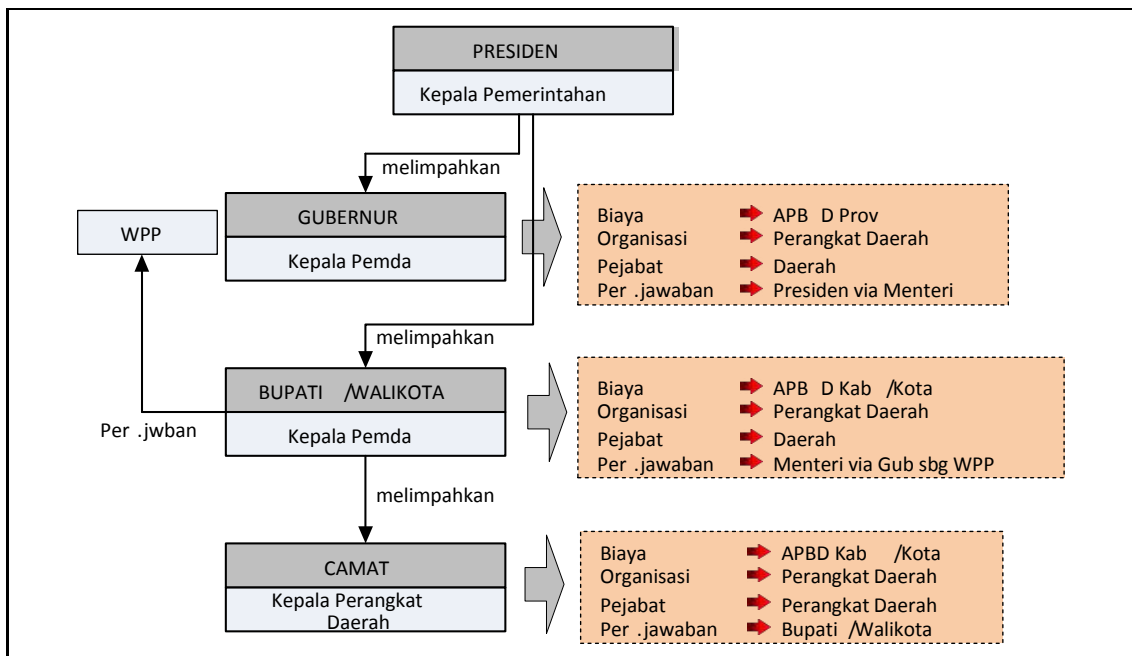 PRESIDEN
Kepala Pemerintahan
melimpahkan
GUBERNUR
Kepala Pemda
WPP
Biaya APB D Prov
Organisasi Perangkat Daerah
Pejabat Daerah
Per .jawaban Presiden via Menteri
melimpahkan
BUPATI /WALIKOTA
Kepala Pemda
Per .jwban
Biaya APB D Kab /Kota
Organisasi Perangkat Daerah
Pejabat Daerah
Per .jawaban Menteri via Gub sbg WPP
melimpahkan
CAMAT
Kepala Perangkat
Daerah
Biaya APBD Kab /Kota
Organisasi Perangkat Daerah
Pejabat Perangkat Daerah
Per .jawaban Bupati /Walikota